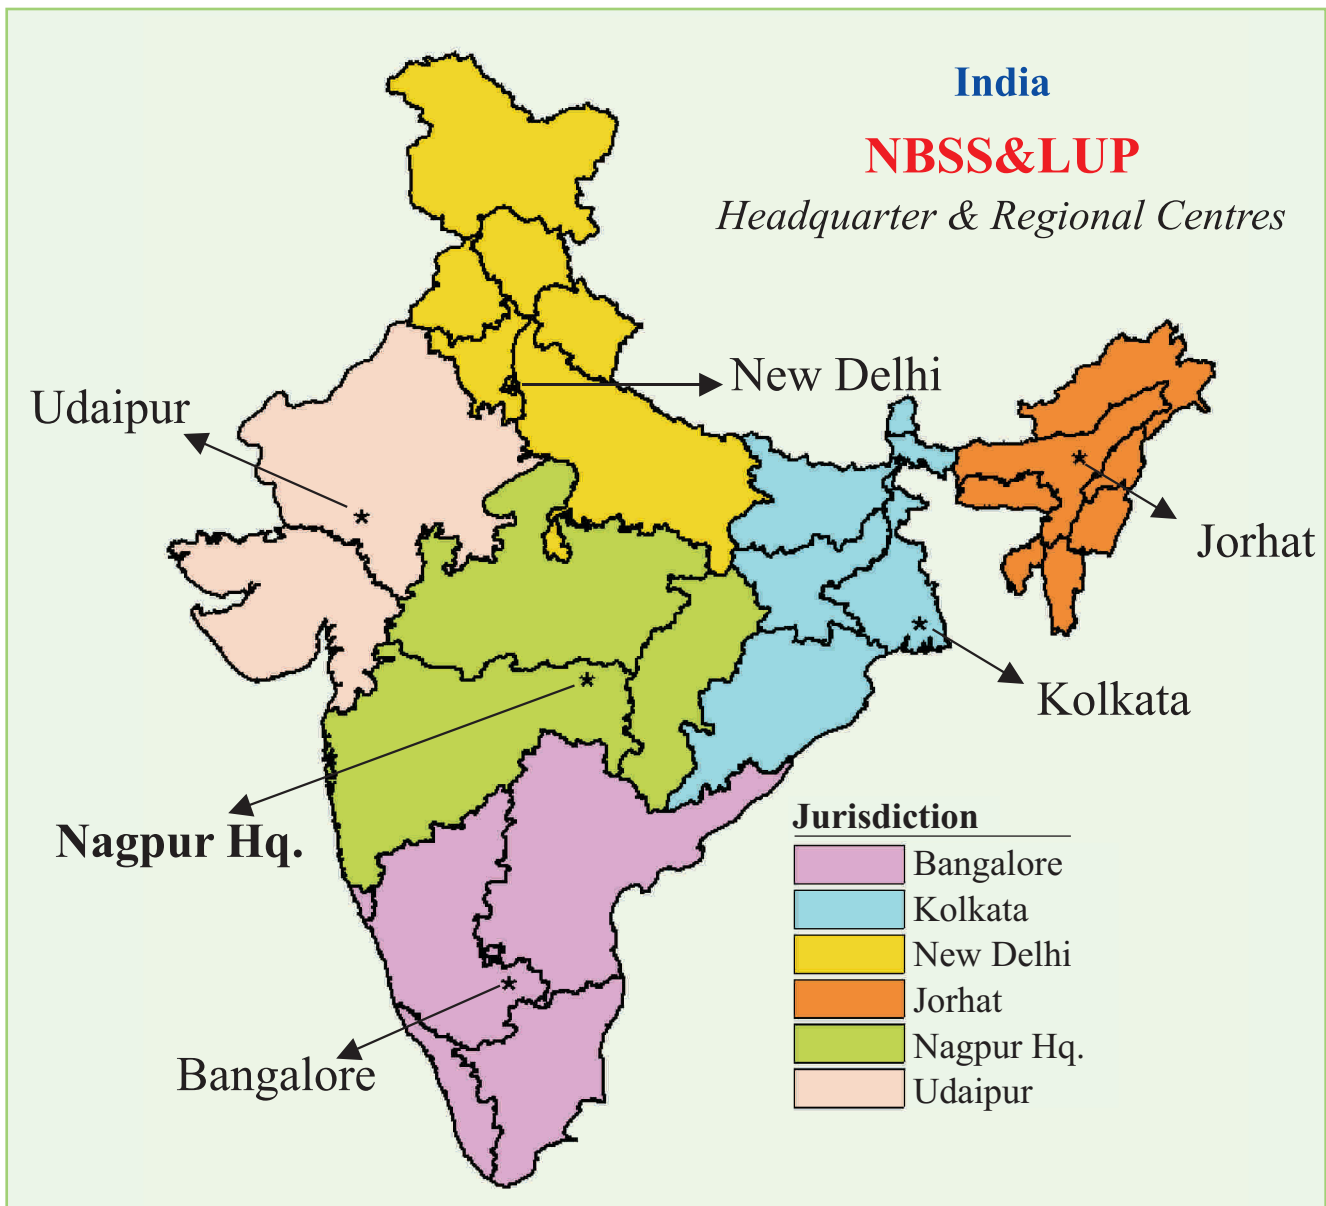 India
NBSS&LUP
Headquarter & Regional Centres
New Delhi
Udaipur
Jorhat
Kolkata
Nagpur Hq.
Bangalore
Jurisdiction
Bangalore
Kolkata
New Delhi
Jorhat
Nagpur Hq.
Udaipur